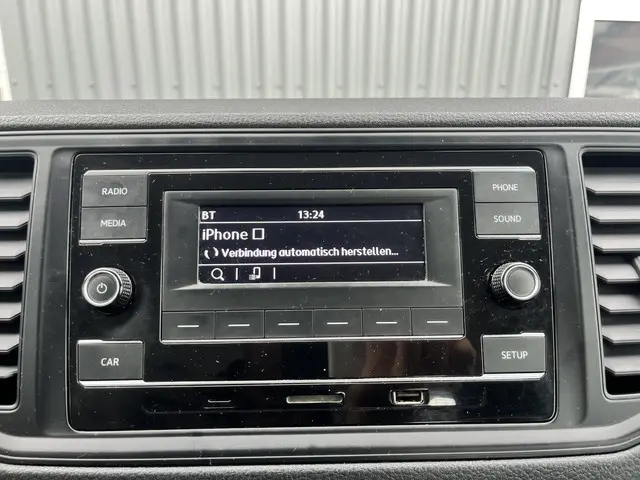 RADIO
MEDIA
BT 13:24
iPhone □
Verbindung automatisch herstellen...
PHONE
SOUND
CAR
SETUP